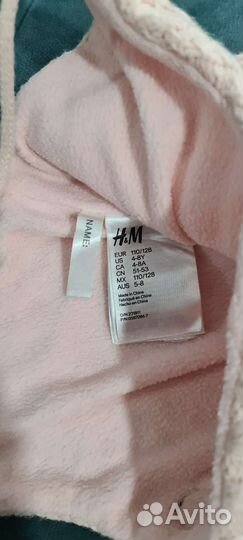 NAME:
H&M
EUR 110/128
US 4-8Y
CA 4-8A
CN 51-53
MX 110/128
AUS 5-8
Made in China
Fabriqué en Chine
Hecho en China
Avito